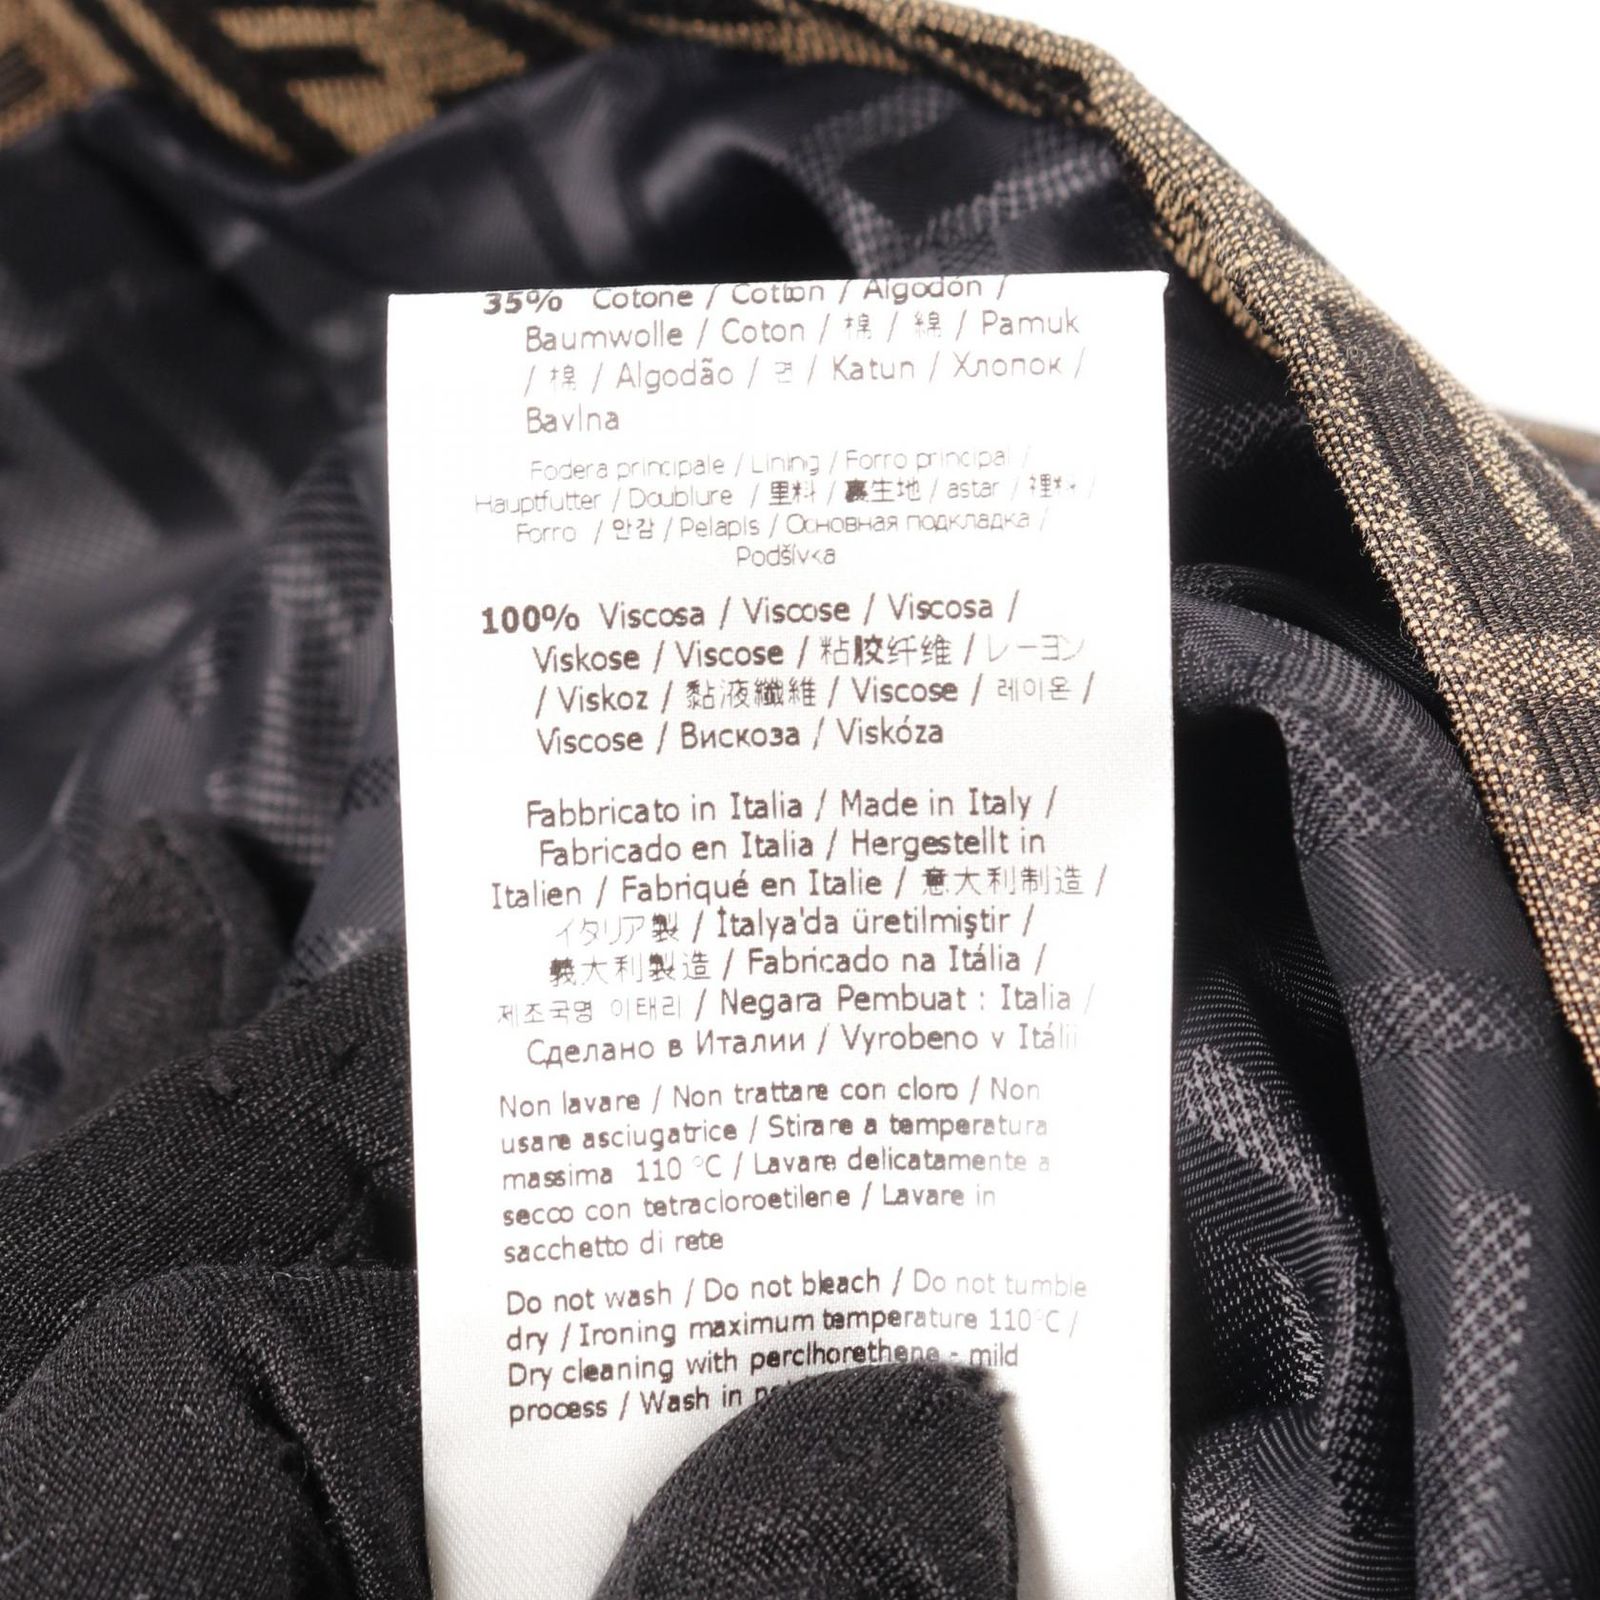 35% Cotone / Cotton / Algodón /
Baumwolle / Coton / 棉 / 綿 / Pamuk
/ 棉 / Algodão / 면 / Katun / Хлопок /
Bavlna
Fodera principale / Lining / Forro principal /
Hauptfutter / Doublure / 里料 / 裏生地 / astar / 裡料 /
Forro / 안감 / Pelapis / Основная подкладка /
Podšívka
100% Viscosa / Viscose / Viscosa /
Viskose / Viscose / 粘胶纤维 / レーヨン
/ Viskoz / 黏液纖維 / Viscose / 레이온 /
Viscose / Вискоза / Viskóza
Fabbricato in Italia / Made in Italy /
Fabricado en Italia / Hergestellt in
Italien / Fabriqué en Italie / 意大利制造 /
イタリア製 / İtalya'da üretilmiştir /
義大利製造 / Fabricado na Itália /
제조국명 이태리 / Negara Pembuat : Italia /
Сделано в Италии / Vyrobeno v Itálii
Non lavare / Non trattare con cloro / Non
usare asciugatrice / Stirare a temperatura
massima 110 °C / Lavare delicatamente a
secco con tetracloroetilene / Lavare in
sacchetto di rete
Do not wash / Do not bleach / Do not tumble
dry / Ironing maximum temperature 110°C /
Dry cleaning with perclhorethene - mild
process / Wash in